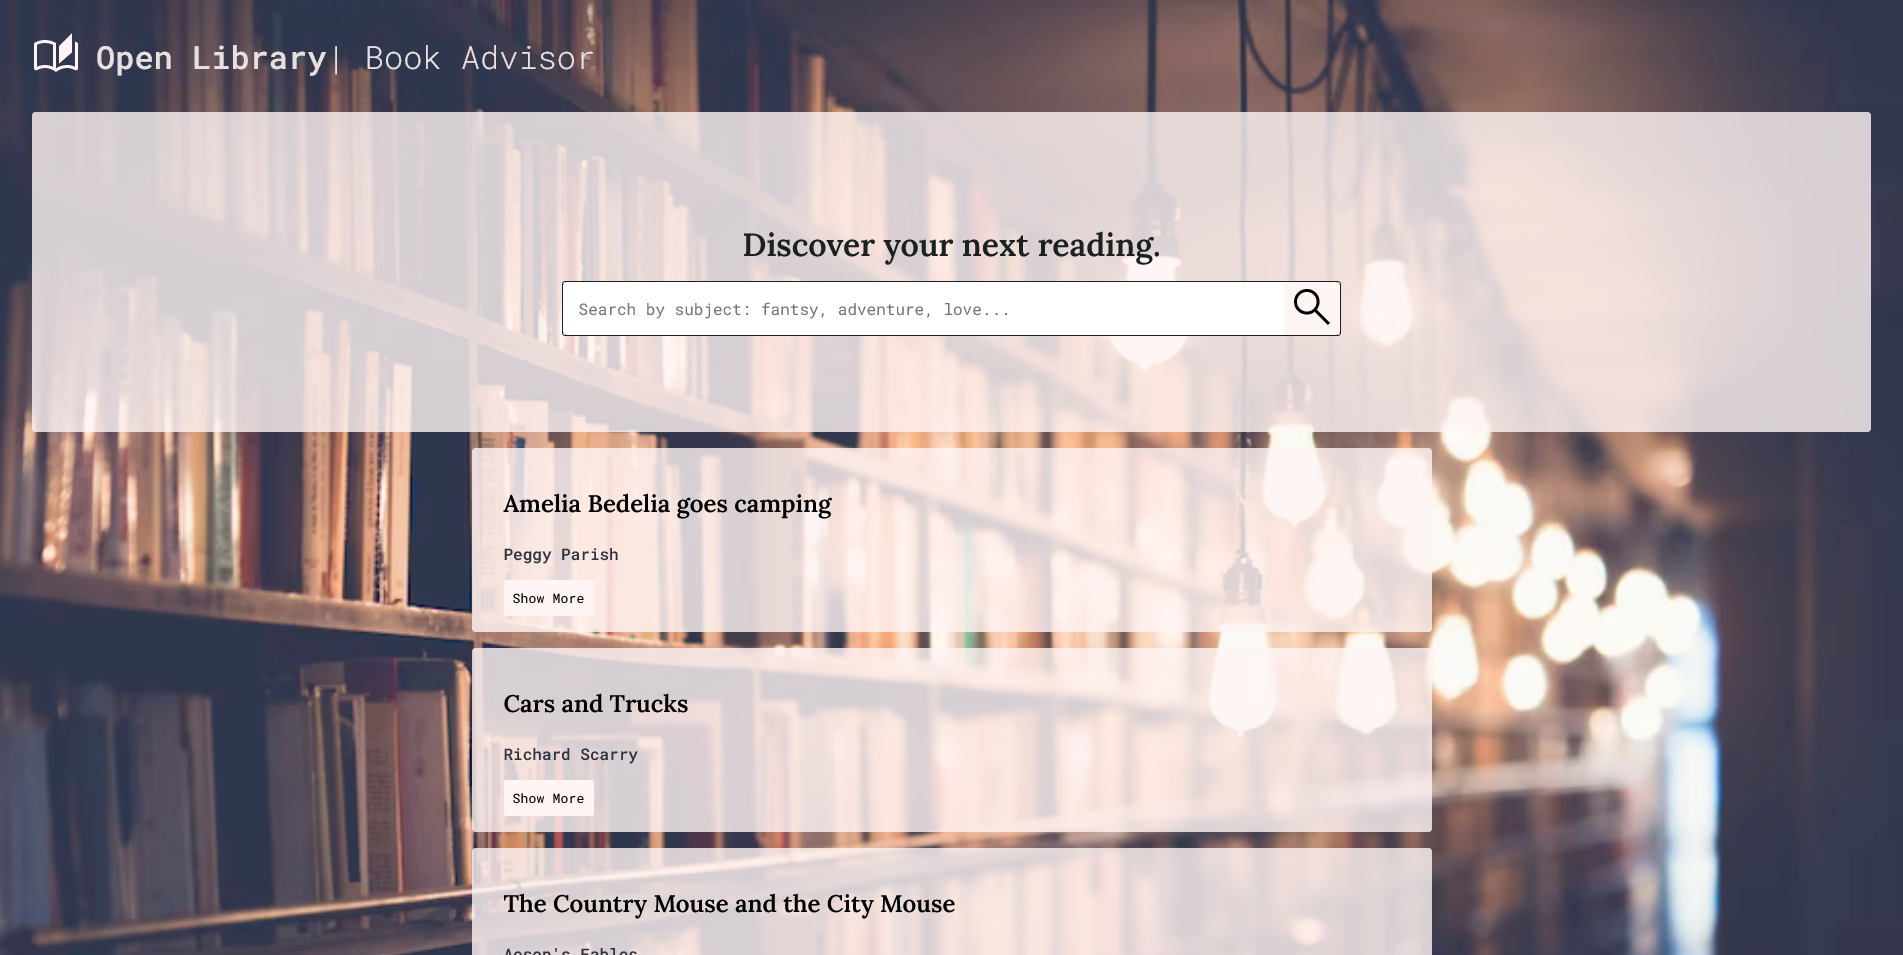 Open Library| Book Advisor
Discover your next reading.
Search by subject: fantsy, adventure, love...
Amelia Bedelia goes camping
Peggy Parish
Show More
Cars and Trucks
Richard Scarry
Show More
The Country Mouse and the City Mouse
Aesop's Fables